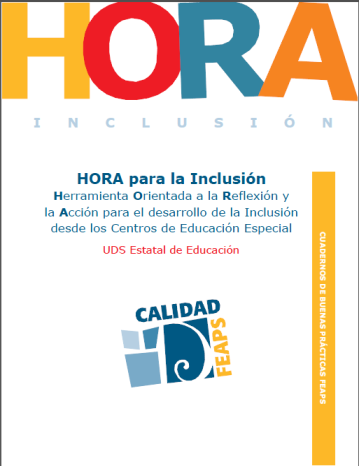 HORA
INCLUSIÓN
HORA para la Inclusión
Herramienta Orientada a la Reflexión y
la Acción para el desarrollo de la Inclusión
desde los Centros de Educación Especial
UDS Estatal de Educación
CUADERNOS DE BUENAS PRÁCTICAS FEAPS
CALIDAD
FEAPS